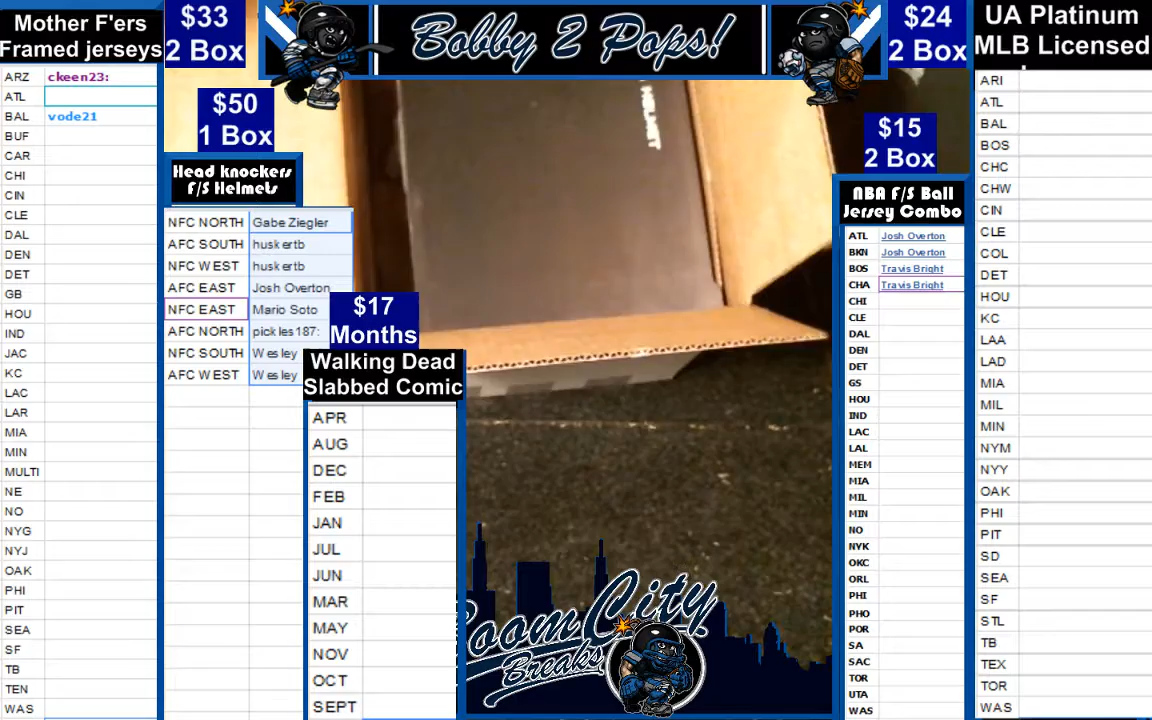 Mother F'ers
Framed jerseys
ARZ ckeen23:
ATL
BAL vode21
BUF
CAR
CHI
CIN
CLE
DAL
DEN
DET
GB
HOU
IND
JAC
KC
LAC
LAR
MIA
MIN
MULTI
NE
NO
NYG
NYJ
OAK
PHI
PIT
SEA
SF
TB
TEN
WAS
$33
2 Box
$50
1 Box
Head knockers
F/S Helmets
NFC NORTH Gabe Ziegler
AFC SOUTH huskertb
NFC WEST huskertb
AFC EAST Josh Overton
NFC EAST Mario Soto
AFC NORTH pickles187:
NFC SOUTH Wesley
AFC WEST Wesley
$17
Months
Walking Dead
Slabbed Comic
APR
AUG
DEC
FEB
JAN
JUL
JUN
MAR
MAY
NOV
OCT
SEPT
Bobby 2 Pops!
HELMET
Boom City
Breaks
$24
2 Box
$15
2 Box
NBA F/S Ball
Jersey Combo
ATL Josh Overton
BKN Josh Overton
BOS Travis Bright
CHA Travis Bright
CHI
CLE
DAL
DEN
DET
GS
HOU
IND
LAC
LAL
MEM
MIA
MIL
MIN
NO
NYK
OKC
ORL
PHI
PHO
POR
SA
SAC
TOR
UTA
WAS
UA Platinum
MLB Licensed
ARI
ATL
BAL
BOS
CHC
CHW
CIN
CLE
COL
DET
HOU
KC
LAA
LAD
MIA
MIL
MIN
NYM
NYY
OAK
PHI
PIT
SD
SEA
SF
STL
TB
TEX
TOR
WAS